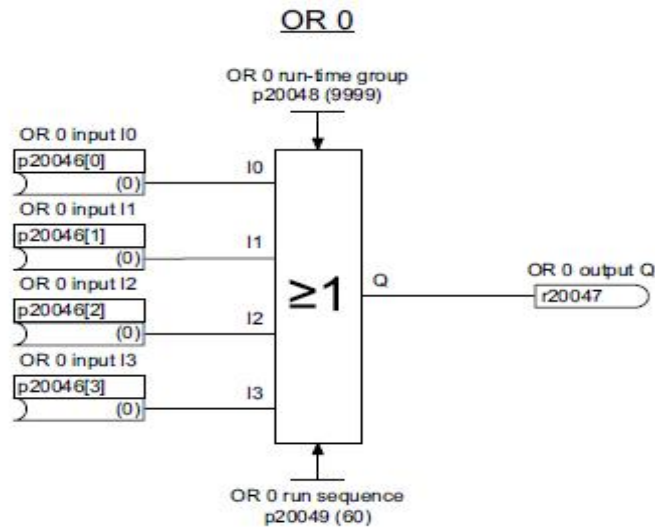 OR 0
OR 0 run-time group
p20048 (9999)
OR 0 input I0
p20046[0]
(0)
I0
OR 0 input I1
p20046[1]
(0)
I1
OR 0 input I2
p20046[2]
(0)
I2
OR 0 input I3
p20046[3]
(0)
I3
≥1
Q
OR 0 output Q
r20047
OR 0 run sequence
p20049 (60)